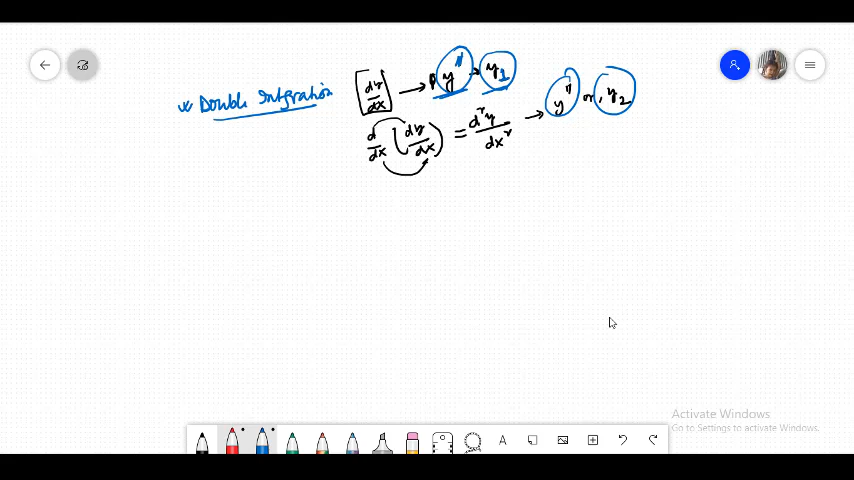 * Double Integration [dy/dx] → y' → y1
d/dx (dy/dx) = d²y/dx² → y'' or, y2
Activate Windows
Go to Settings to activate Windows.
A